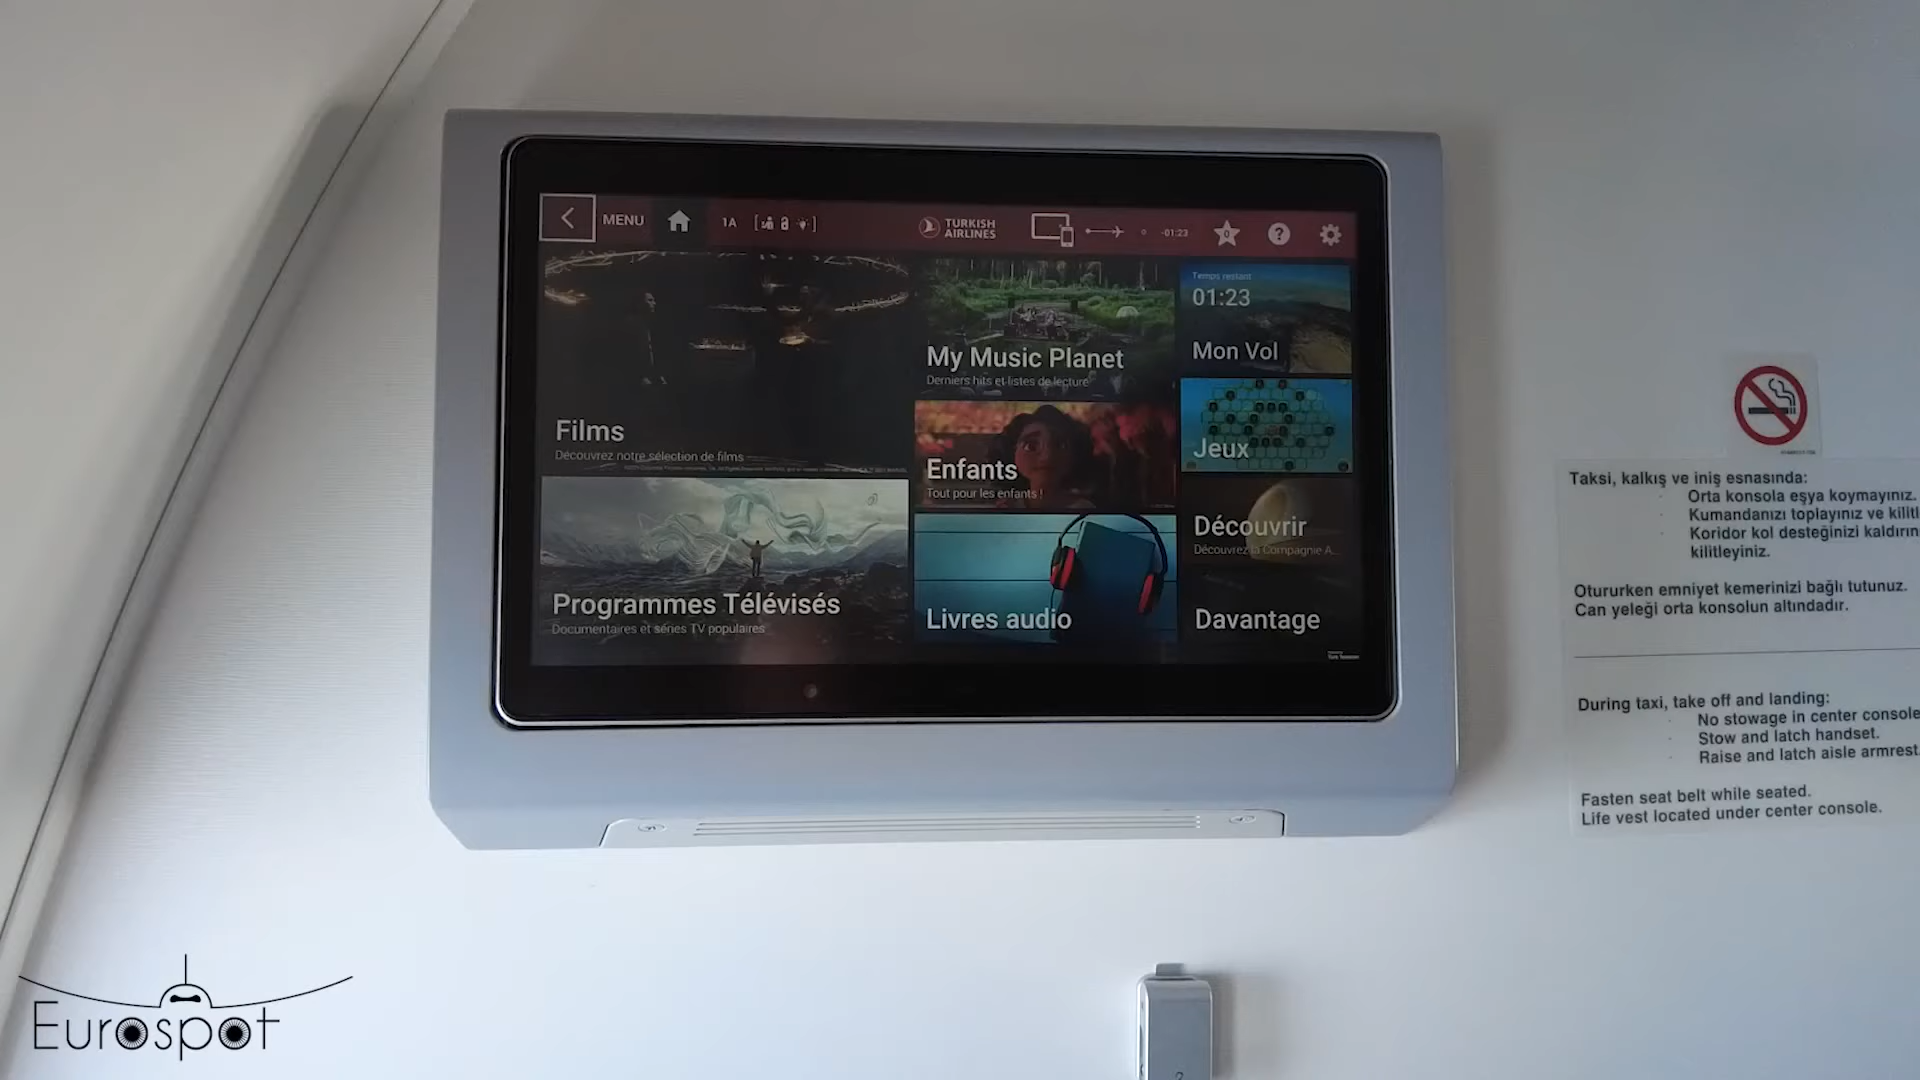 MENU
1A
TURKISH
AIRLINES
-01:23
0
Films
Découvrez notre sélection de films
My Music Planet
Derniers hits et listes de lecture
Temps restant
01:23
Mon Vol
Enfants
Tout pour les enfants !
Jeux
Programmes Télévisés
Documentaires et séries TV populaires
Livres audio
Découvrir
Découvrez la Compagnie A...
Davantage
Taksi, kalkış ve iniş esnasında:
Orta konsola eşya koymayınız.
Kumandanızı toplayınız ve kilitl
Koridor kol desteğinizi kaldırın
kilitleyiniz.
Otururken emniyet kemerinizi bağlı tutunuz.
Can yeleği orta konsolun altındadır.
During taxi, take off and landing:
No stowage in center console
Stow and latch handset.
Raise and latch aisle armrest
Fasten seat belt while seated.
Life vest located under center console.
Eurospot